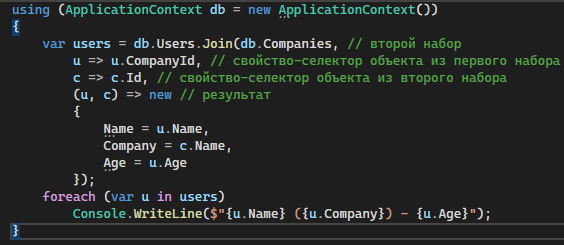 using (ApplicationContext db = new ApplicationContext())
{
    var users = db.Users.Join(db.Companies, // второй набор
        u => u.CompanyId, // свойство-селектор объекта из первого набора
        c => c.Id, // свойство-селектор объекта из второго набора
        (u, c) => new // результат
        {
            Name = u.Name,
            Company = c.Name,
            Age = u.Age
        });
    foreach (var u in users)
        Console.WriteLine($"{u.Name} ({u.Company}) - {u.Age}");
}